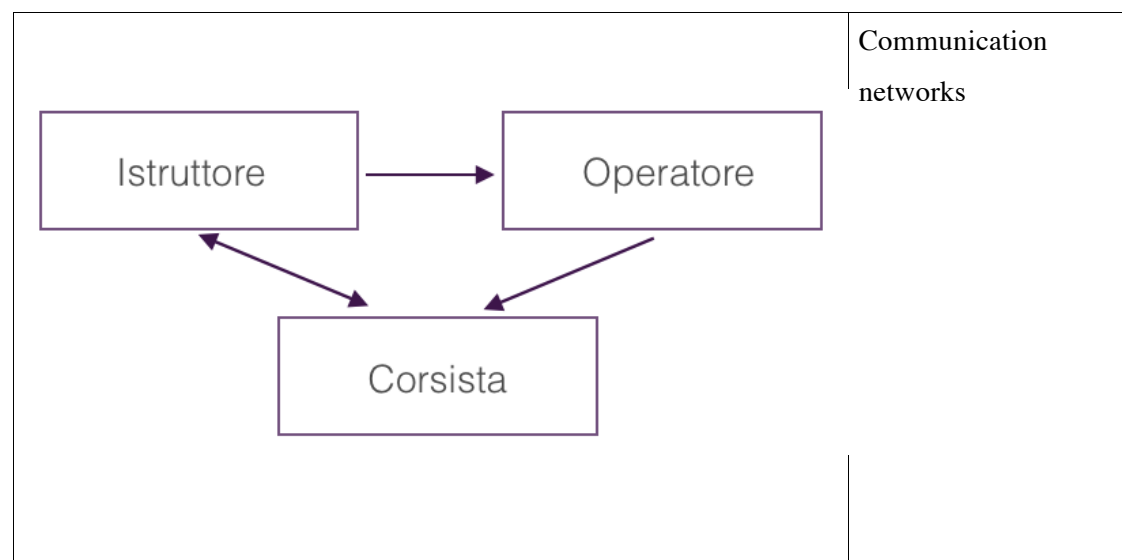 Communication
networks
Istruttore
Operatore
Corsista